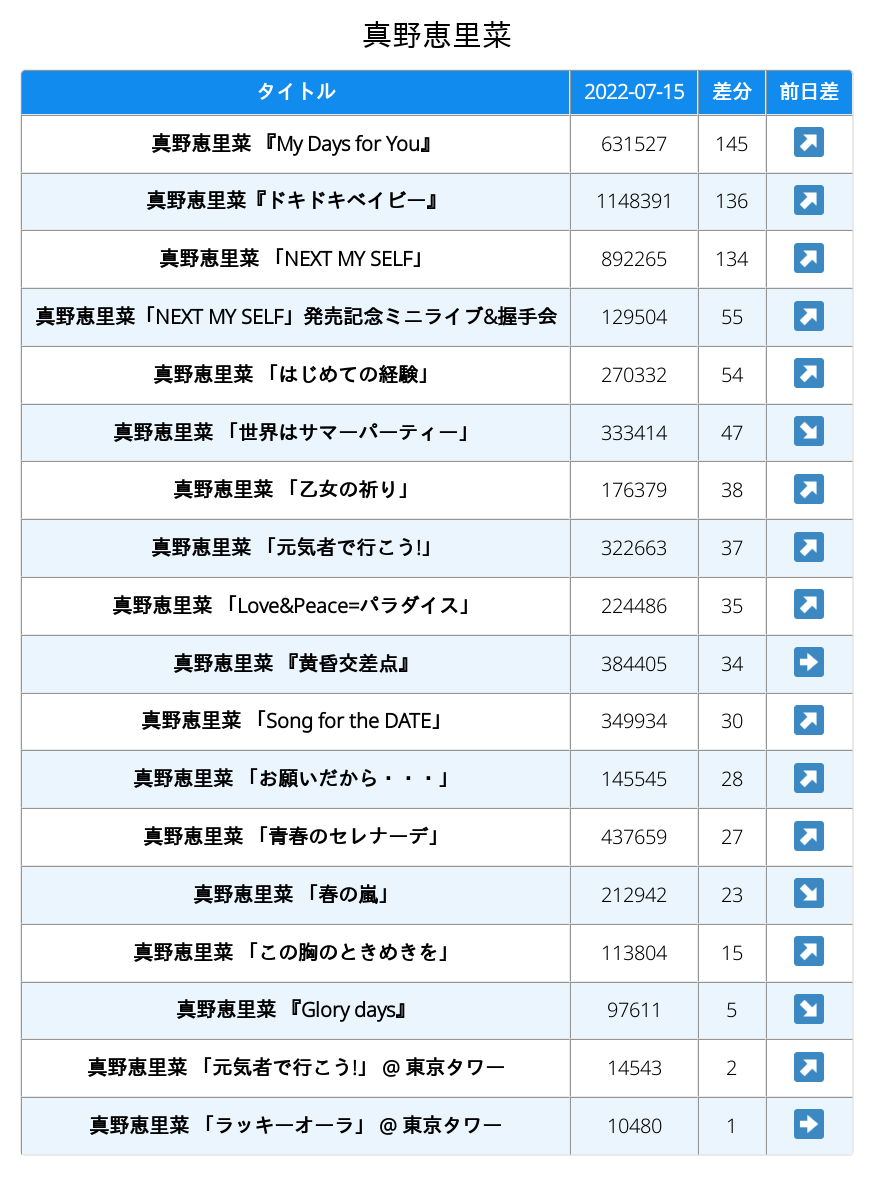 真野恵里菜
タイトル 2022-07-15 差分 前日差
真野恵里菜 『My Days for You』 631527 145 ↗
真野恵里菜『ドキドキベイビー』 1148391 136 ↗
真野恵里菜 「NEXT MY SELF」 892265 134 ↗
真野恵里菜「NEXT MY SELF」発売記念ミニライブ&握手会 129504 55 ↗
真野恵里菜 「はじめての経験」 270332 54 ↗
真野恵里菜 「世界はサマーパーティー」 333414 47 ↘
真野恵里菜 「乙女の祈り」 176379 38 ↗
真野恵里菜 「元気者で行こう!」 322663 37 ↗
真野恵里菜 「Love&Peace=パラダイス」 224486 35 ↗
真野恵里菜 『黄昏交差点』 384405 34 ➡
真野恵里菜 「Song for the DATE」 349934 30 ↗
真野恵里菜 「お願いだから・・・」 145545 28 ↗
真野恵里菜 「青春のセレナーデ」 437659 27 ↗
真野恵里菜 「春の嵐」 212942 23 ↘
真野恵里菜 「この胸のときめきを」 113804 15 ↗
真野恵里菜 『Glory days』 97611 5 ↘
真野恵里菜 「元気者で行こう!」 @ 東京タワー 14543 2 ↗
真野恵里菜 「ラッキーオーラ」 @ 東京タワー 10480 1 ➡